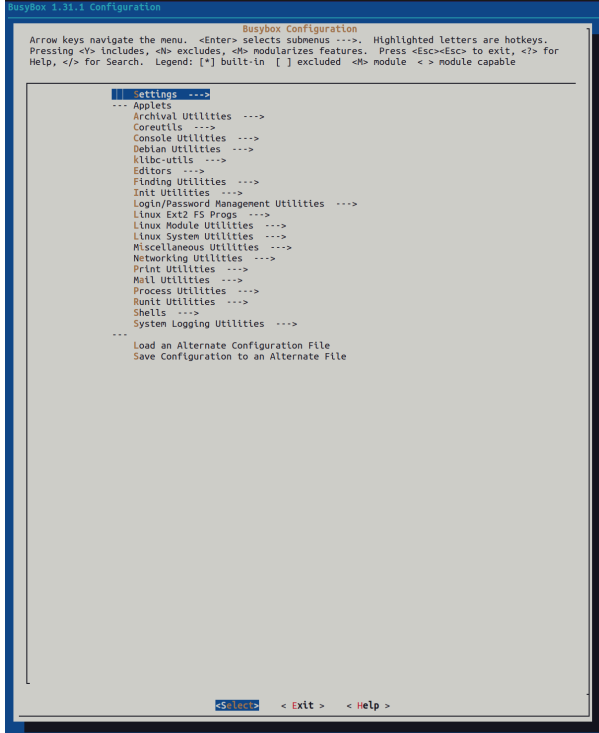 BusyBox 1.31.1 Configuration
Busybox Configuration
Arrow keys navigate the menu.  <Enter> selects submenus --->.  Highlighted letters are hotkeys.
Pressing <Y> includes, <N> excludes, <M> modularizes features.  Press <Esc><Esc> to exit, <?> for
Help, </> for Search.  Legend: [*] built-in  [ ] excluded  <M> module  < > module capable
Settings  --->
--- Applets
Archival Utilities  --->
Coreutils  --->
Console Utilities  --->
Debian Utilities  --->
klibc-utils  --->
Editors  --->
Finding Utilities  --->
Init Utilities  --->
Login/Password Management Utilities  --->
Linux Ext2 FS Progs  --->
Linux Module Utilities  --->
Linux System Utilities  --->
Miscellaneous Utilities  --->
Networking Utilities  --->
Print Utilities  --->
Mail Utilities  --->
Process Utilities  --->
Runit Utilities  --->
Shells  --->
System Logging Utilities  --->
---
Load an Alternate Configuration File
Save Configuration to an Alternate File
<Select>    < Exit >    < Help >